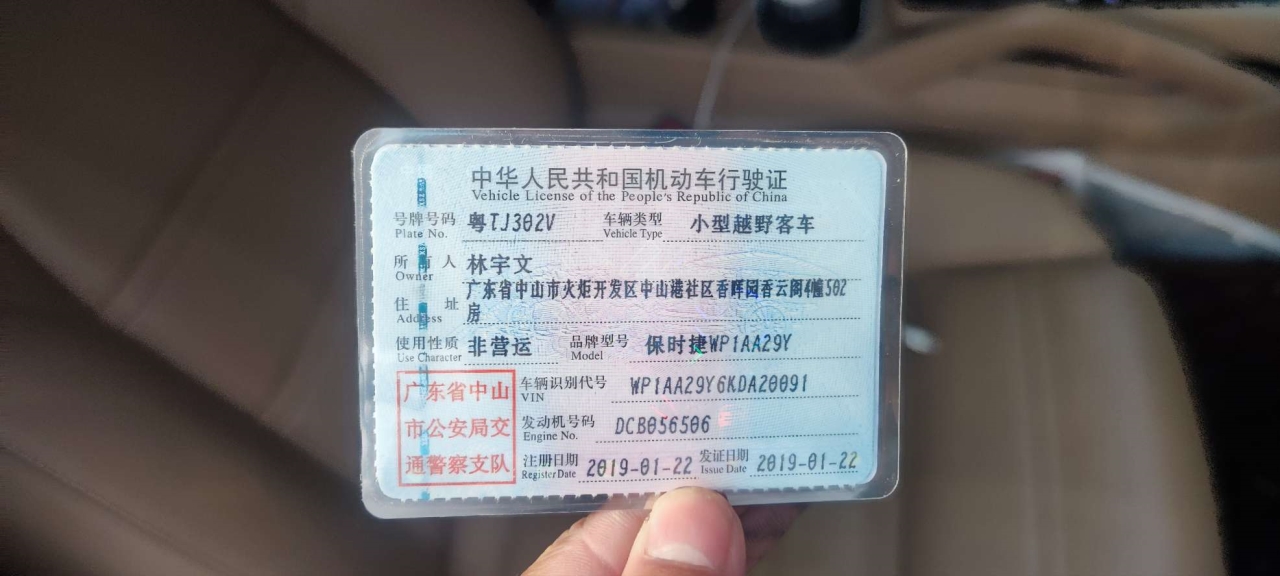 中华人民共和国机动车行驶证
Vehicle License of the People's Republic of China
号牌号码 粤TJ302V 车辆类型 小型越野客车
Plate No. Vehicle Type
所有人 林宇文
Owner
广东省中山市火炬开发区中山港社区香晖园香云阁4幢502
住址 房
Address
使用性质 非营运 品牌型号 保时捷WP1AA29Y
Use Character Model
广东省中山 车辆识别代号 WP1AA29Y6KDA20091
VIN
市公安局交 发动机号码 DCB056506
Engine No.
通警察支队 注册日期 2019-01-22 发证日期 2019-01-22
Register Date Issue Date